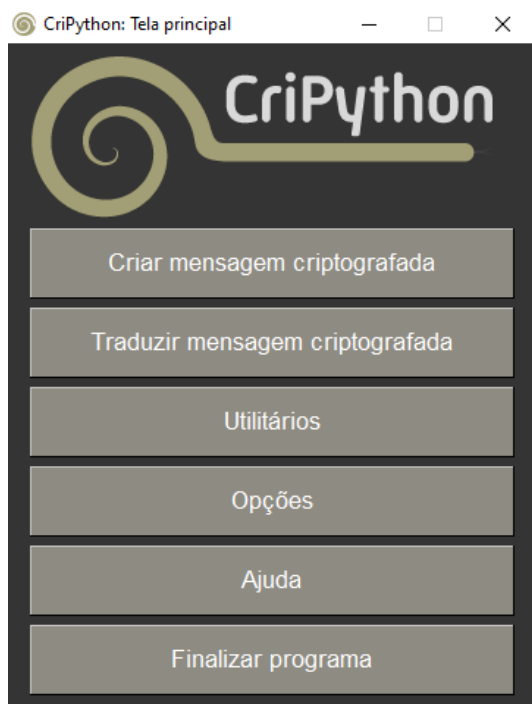 CriPython: Tela principal
CriPython
Criar mensagem criptografada
Traduzir mensagem criptografada
Utilitários
Opções
Ajuda
Finalizar programa